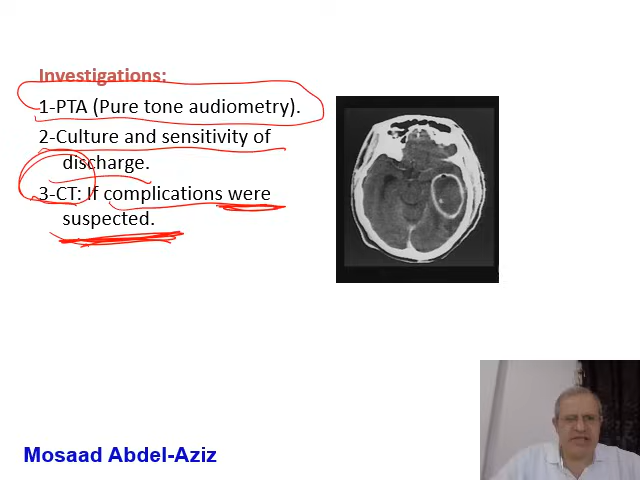 Investigations:
1-PTA (Pure tone audiometry).
2-Culture and sensitivity of
discharge.
3-CT: If complications were
suspected.
Mosaad Abdel-Aziz